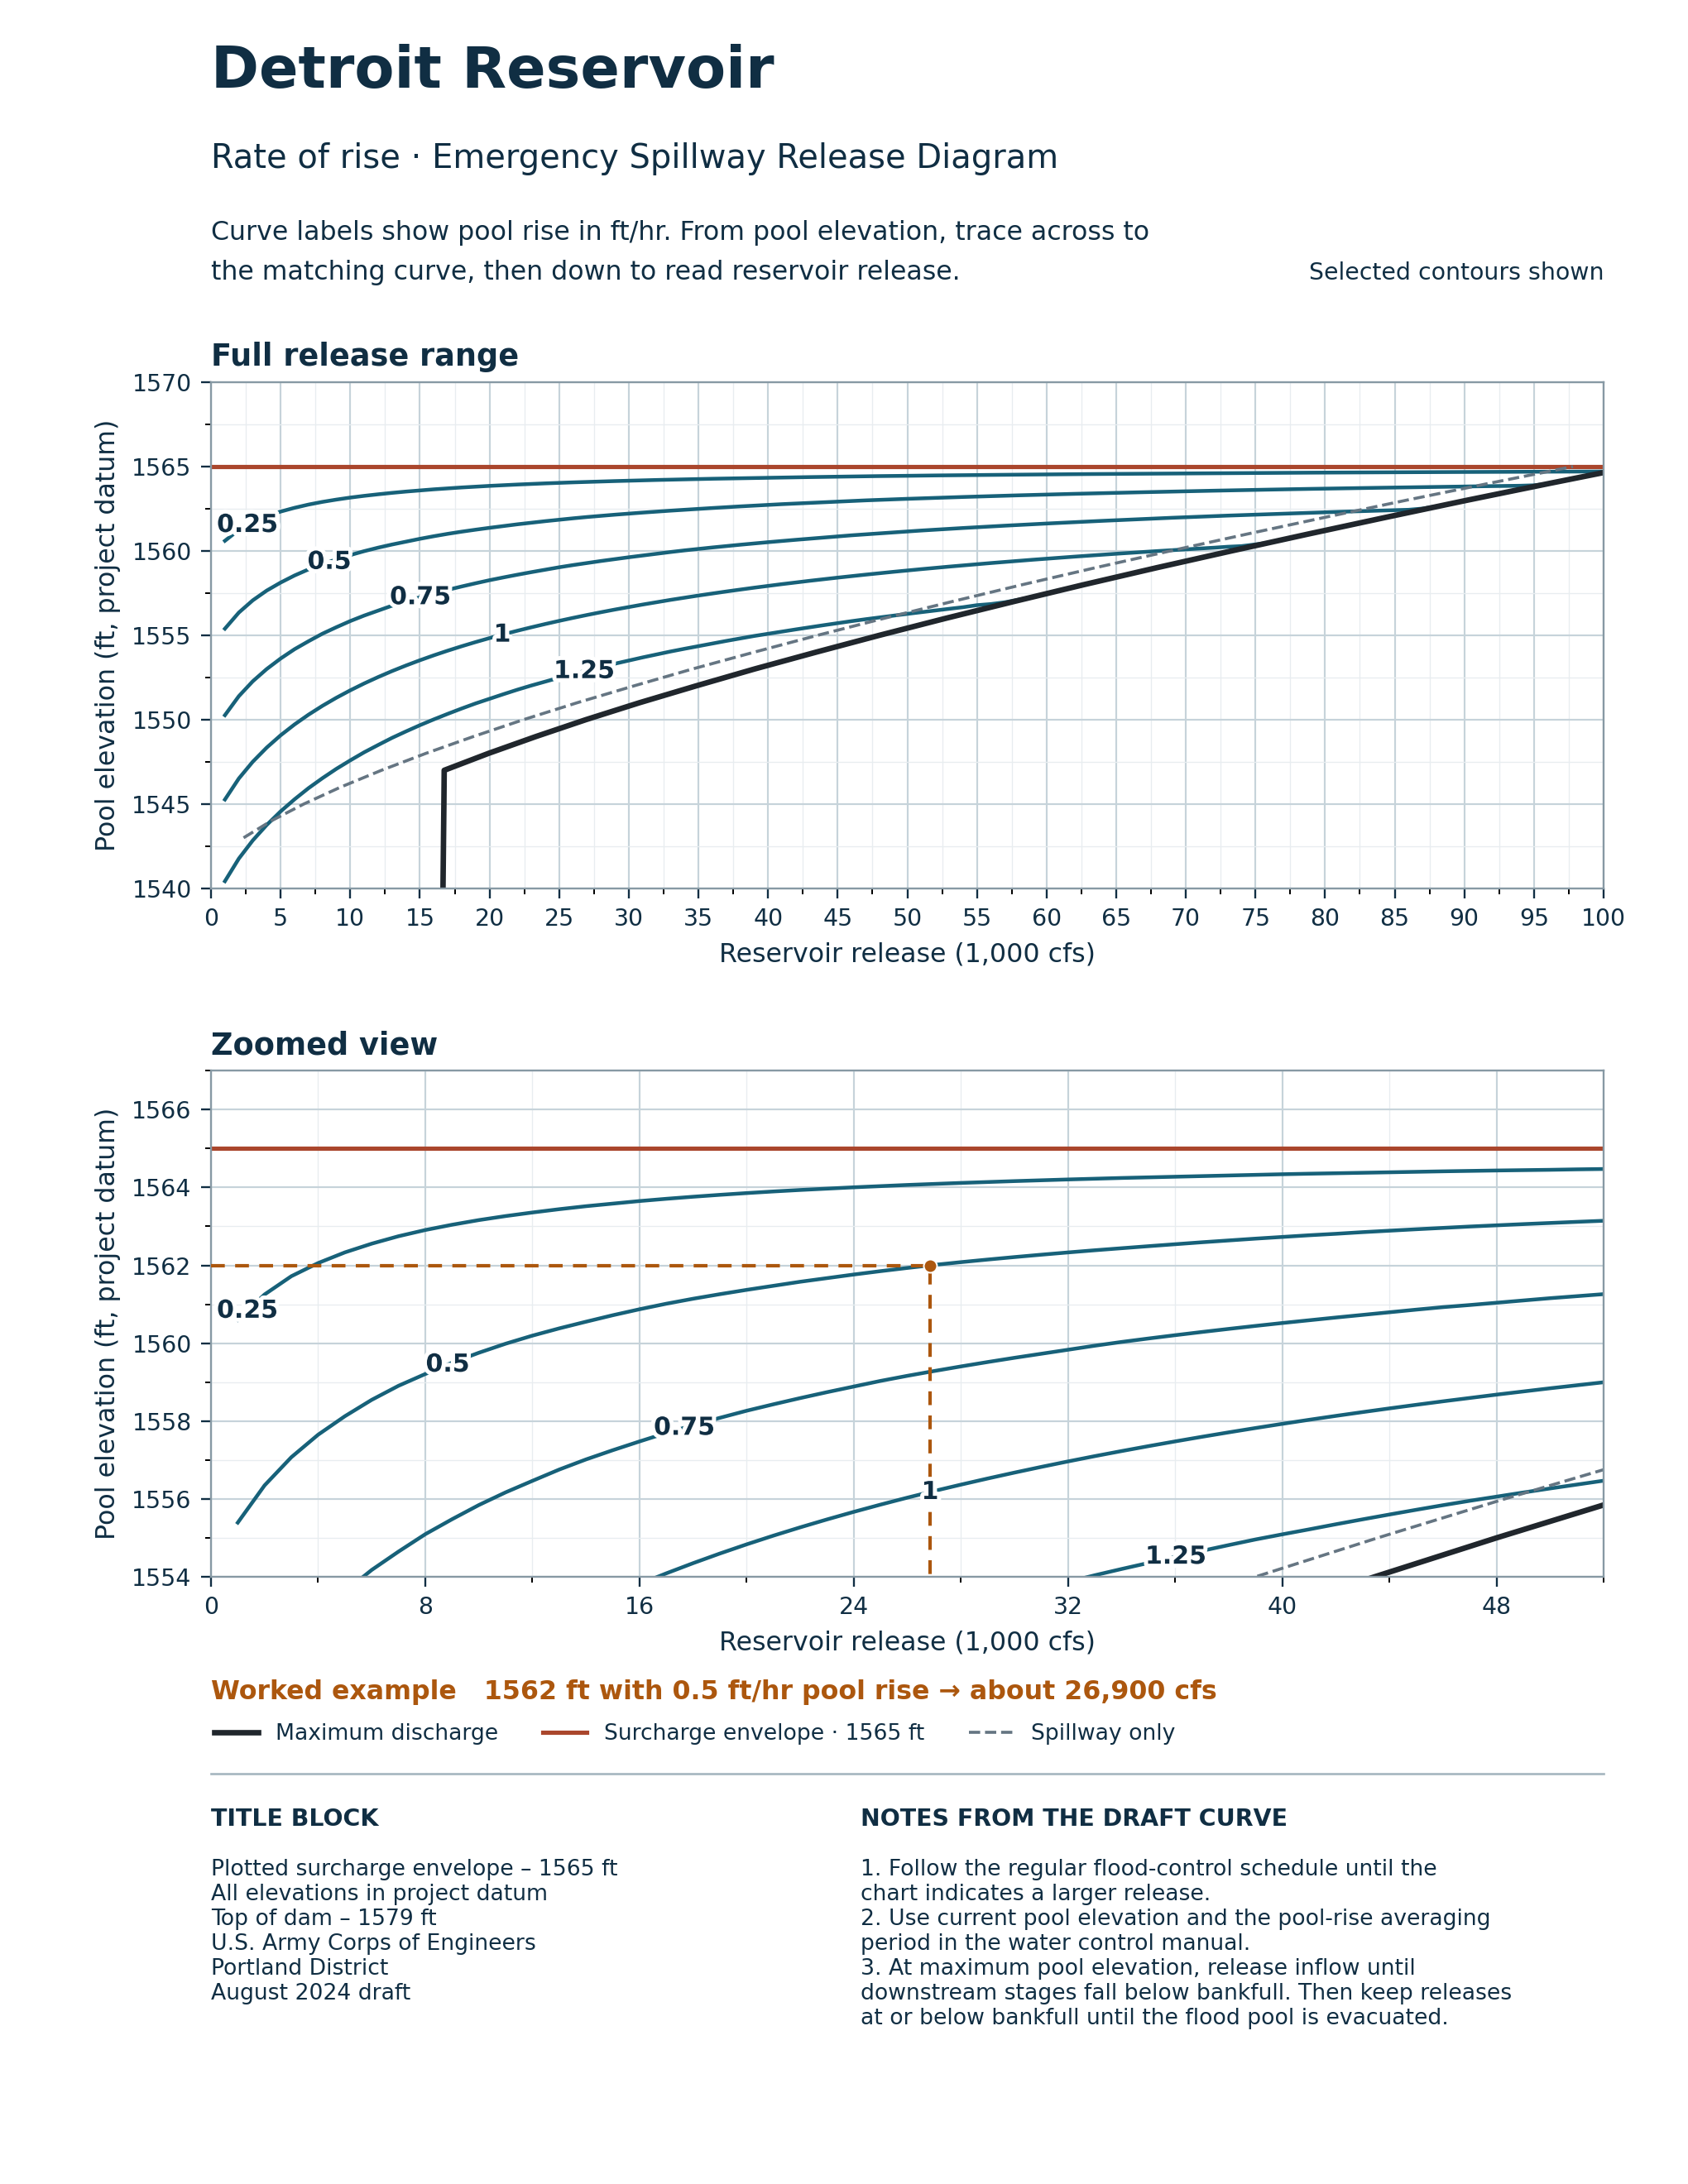 Detroit Reservoir
Rate of rise · Emergency Spillway Release Diagram
Curve labels show pool rise in ft/hr. From pool elevation, trace across to
the matching curve, then down to read reservoir release.
Selected contours shown
Full release range
Pool elevation (ft, project datum)
1570
1565
1560
1555
1550
1545
1540
0.25
0.5
0.75
1
1.25
0 5 10 15 20 25 30 35 40 45 50 55 60 65 70 75 80 85 90 95 100
Reservoir release (1,000 cfs)
Zoomed view
Pool elevation (ft, project datum)
1566
1564
1562
1560
1558
1556
1554
0.25
0.5
0.75
1
1.25
0 8 16 24 32 40 48
Reservoir release (1,000 cfs)
Worked example 1562 ft with 0.5 ft/hr pool rise → about 26,900 cfs
Maximum discharge Surcharge envelope · 1565 ft Spillway only
TITLE BLOCK
Plotted surcharge envelope – 1565 ft
All elevations in project datum
Top of dam – 1579 ft
U.S. Army Corps of Engineers
Portland District
August 2024 draft
NOTES FROM THE DRAFT CURVE
1. Follow the regular flood-control schedule until the
chart indicates a larger release.
2. Use current pool elevation and the pool-rise averaging
period in the water control manual.
3. At maximum pool elevation, release inflow until
downstream stages fall below bankfull. Then keep releases
at or below bankfull until the flood pool is evacuated.